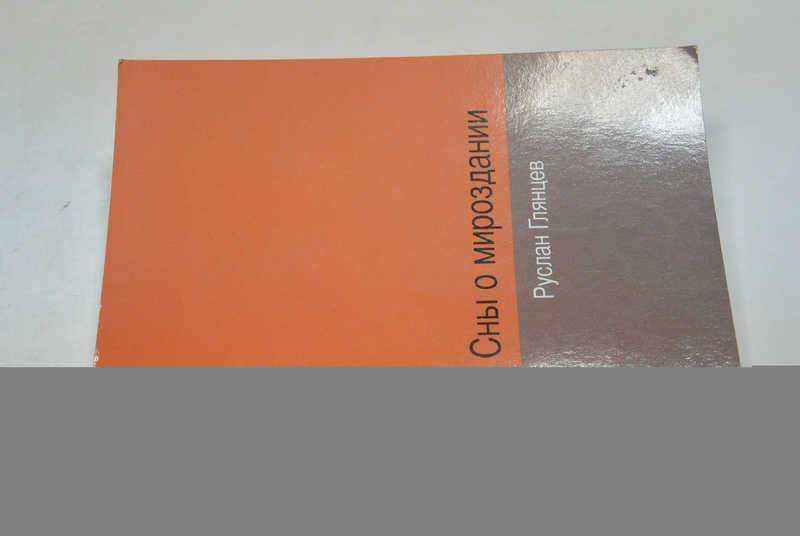 Руслан Глянцев
Сны о мироздании